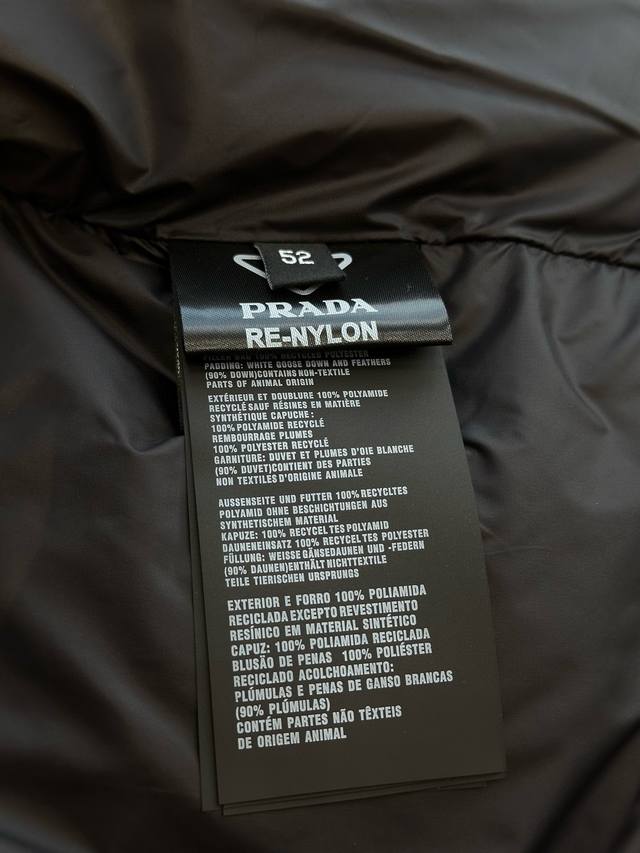 52
PRADA
RE-NYLON
FILLER BAG 100% RECYCLED POLYESTER
PADDING: WHITE GOOSE DOWN AND FEATHERS
(90% DOWN)CONTAINS NON-TEXTILE
PARTS OF ANIMAL ORIGIN
EXTÉRIEUR ET DOUBLURE 100% POLYAMIDE
RECYCLÉ SAUF RÉSINES EN MATIÈRE
SYNTHÉTIQUE CAPUCHE:
100% POLYAMIDE RECYCLÉ
REMBOURRAGE PLUMES
100% POLYESTER RECYCLÉ
GARNITURE: DUVET ET PLUMES D'OIE BLANCHE
(90% DUVET)CONTIENT DES PARTIES
NON TEXTILES D'ORIGINE ANIMALE
AUSSENSEITE UND FUTTER 100% RECYCLTES
POLYAMID OHNE BESCHICHTUNGEN AUS
SYNTHETISCHEM MATERIAL
KAPUZE: 100% RECYCELTES POLYAMID
DAUNENEINSATZ 100% RECYCELTES POLYESTER
FÜLLUNG: WEISSE GÄNSEDAUNEN UND -FEDERN
(90% DAUNEN)ENTHÄLT NICHTTEXTILE
TEILE TIERISCHEN URSPRUNGS
EXTERIOR E FORRO 100% POLIAMIDA
RECICLADA EXCEPTO REVESTIMENTO
RESÍNICO EM MATERIAL SINTÉTICO
CAPUZ: 100% POLIAMIDA RECICLADA
BLUSÃO DE PENAS 100% POLIÉSTER
RECICLADO ACOLCHOAMENTO:
PLÚMULAS E PENAS DE GANSO BRANCAS
(90% PLÚMULAS)
CONTÉM PARTES NÃO TÊXTEIS
DE ORIGEM ANIMAL